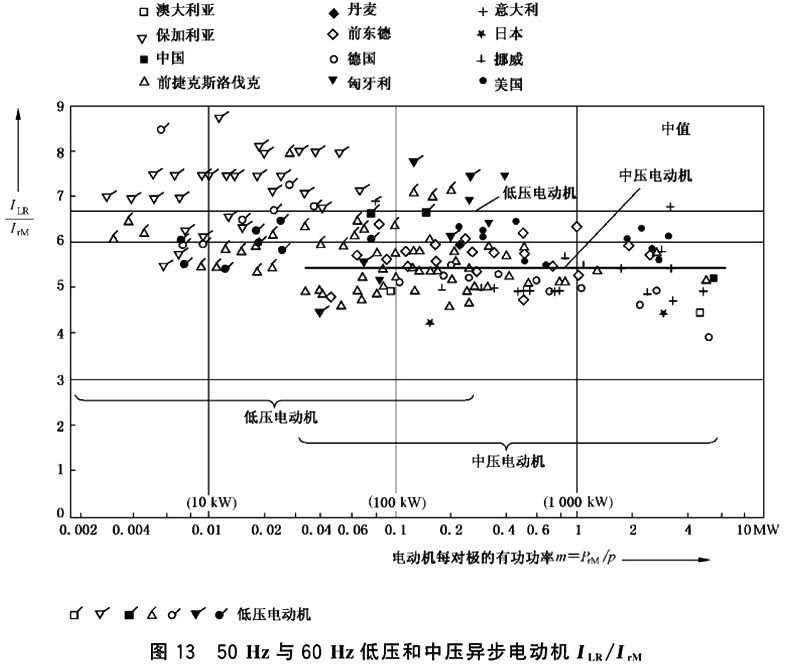 澳大利亚 丹麦 意大利
保加利亚 前东德 日本
中国 德国 挪威
前捷克斯洛伐克 匈牙利 美国
9
中值
8
中压电动机
7
低压电动机
I_LR/I_rM
6
5
4
3
低压电动机
2
中压电动机
1
(10 kW) (100 kW) (1 000 kW)
0
0.002 0.004 0.01 0.02 0.04 0.06 0.1 0.2 0.4 0.6 1 2 4 10 MW
电动机每对极的有功功率m=P_rM/p
低压电动机
图 13 50 Hz 与 60 Hz 低压和中压异步电动机 I_LR/I_rM